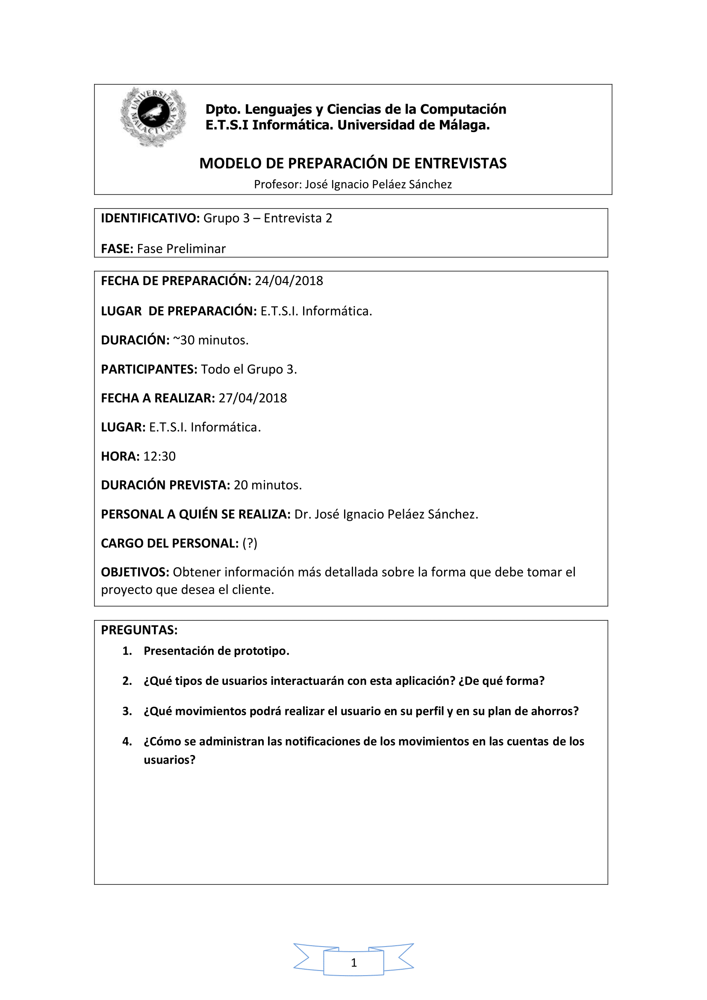 UNIVERSITAS MALACITANA
Dpto. Lenguajes y Ciencias de la Computación
E.T.S.I Informática. Universidad de Málaga.
MODELO DE PREPARACIÓN DE ENTREVISTAS
Profesor: José Ignacio Peláez Sánchez
IDENTIFICATIVO: Grupo 3 – Entrevista 2
FASE: Fase Preliminar
FECHA DE PREPARACIÓN: 24/04/2018
LUGAR  DE PREPARACIÓN: E.T.S.I. Informática.
DURACIÓN: ~30 minutos.
PARTICIPANTES: Todo el Grupo 3.
FECHA A REALIZAR: 27/04/2018
LUGAR: E.T.S.I. Informática.
HORA: 12:30
DURACIÓN PREVISTA: 20 minutos.
PERSONAL A QUIÉN SE REALIZA: Dr. José Ignacio Peláez Sánchez.
CARGO DEL PERSONAL: (?)
OBJETIVOS: Obtener información más detallada sobre la forma que debe tomar el
proyecto que desea el cliente.
PREGUNTAS:
1. Presentación de prototipo.
2. ¿Qué tipos de usuarios interactuarán con esta aplicación? ¿De qué forma?
3. ¿Qué movimientos podrá realizar el usuario en su perfil y en su plan de ahorros?
4. ¿Cómo se administran las notificaciones de los movimientos en las cuentas de los
usuarios?
1